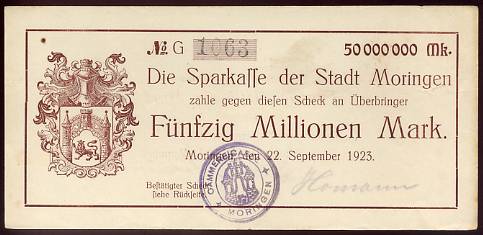 No G 1063
50 000 000 Mk.
Die Sparkaſſe der Stadt Moringen
zahle gegen dieſen Scheck an Überbringer
Fünfzig Millionen Mark.
Moringen, den 22. September 1923.
Beſtätigter Scheck
ſiehe Rückſeite.
MORINGEN
Homann